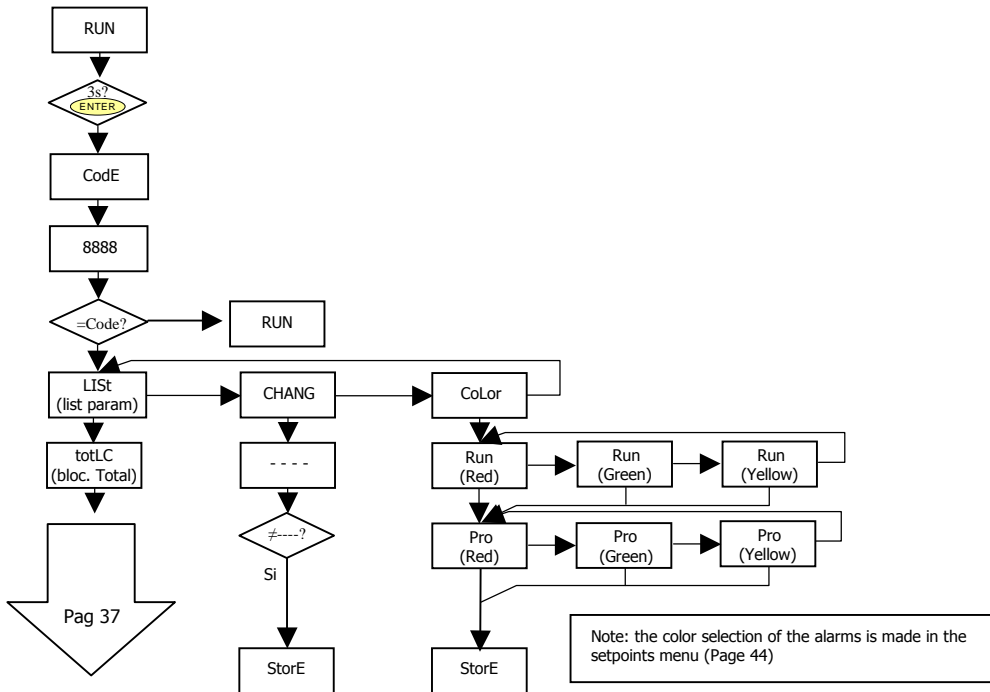 RUN
3s?
ENTER
CodE
8888
=Code?
RUN
LISt
(list param)
CHANG
CoLor
totLC
(bloc. Total)
- - - -
Run
(Red)
Run
(Green)
Run
(Yellow)
≠----?
Pro
(Red)
Pro
(Green)
Pro
(Yellow)
Si
Pag 37
StorE
StorE
Note: the color selection of the alarms is made in the
setpoints menu (Page 44)